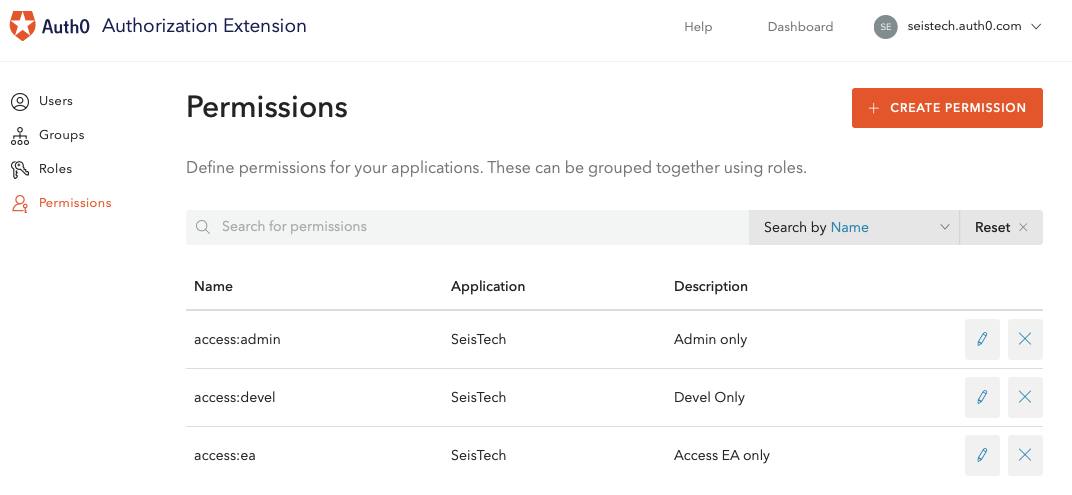 Auth0 Authorization Extension Help Dashboard SE seistech.auth0.com
Users
Groups
Roles
Permissions
Permissions
CREATE PERMISSION
Define permissions for your applications. These can be grouped together using roles.
Search for permissions Search by Name Reset
Name Application Description
access:admin SeisTech Admin only
access:devel SeisTech Devel Only
access:ea SeisTech Access EA only